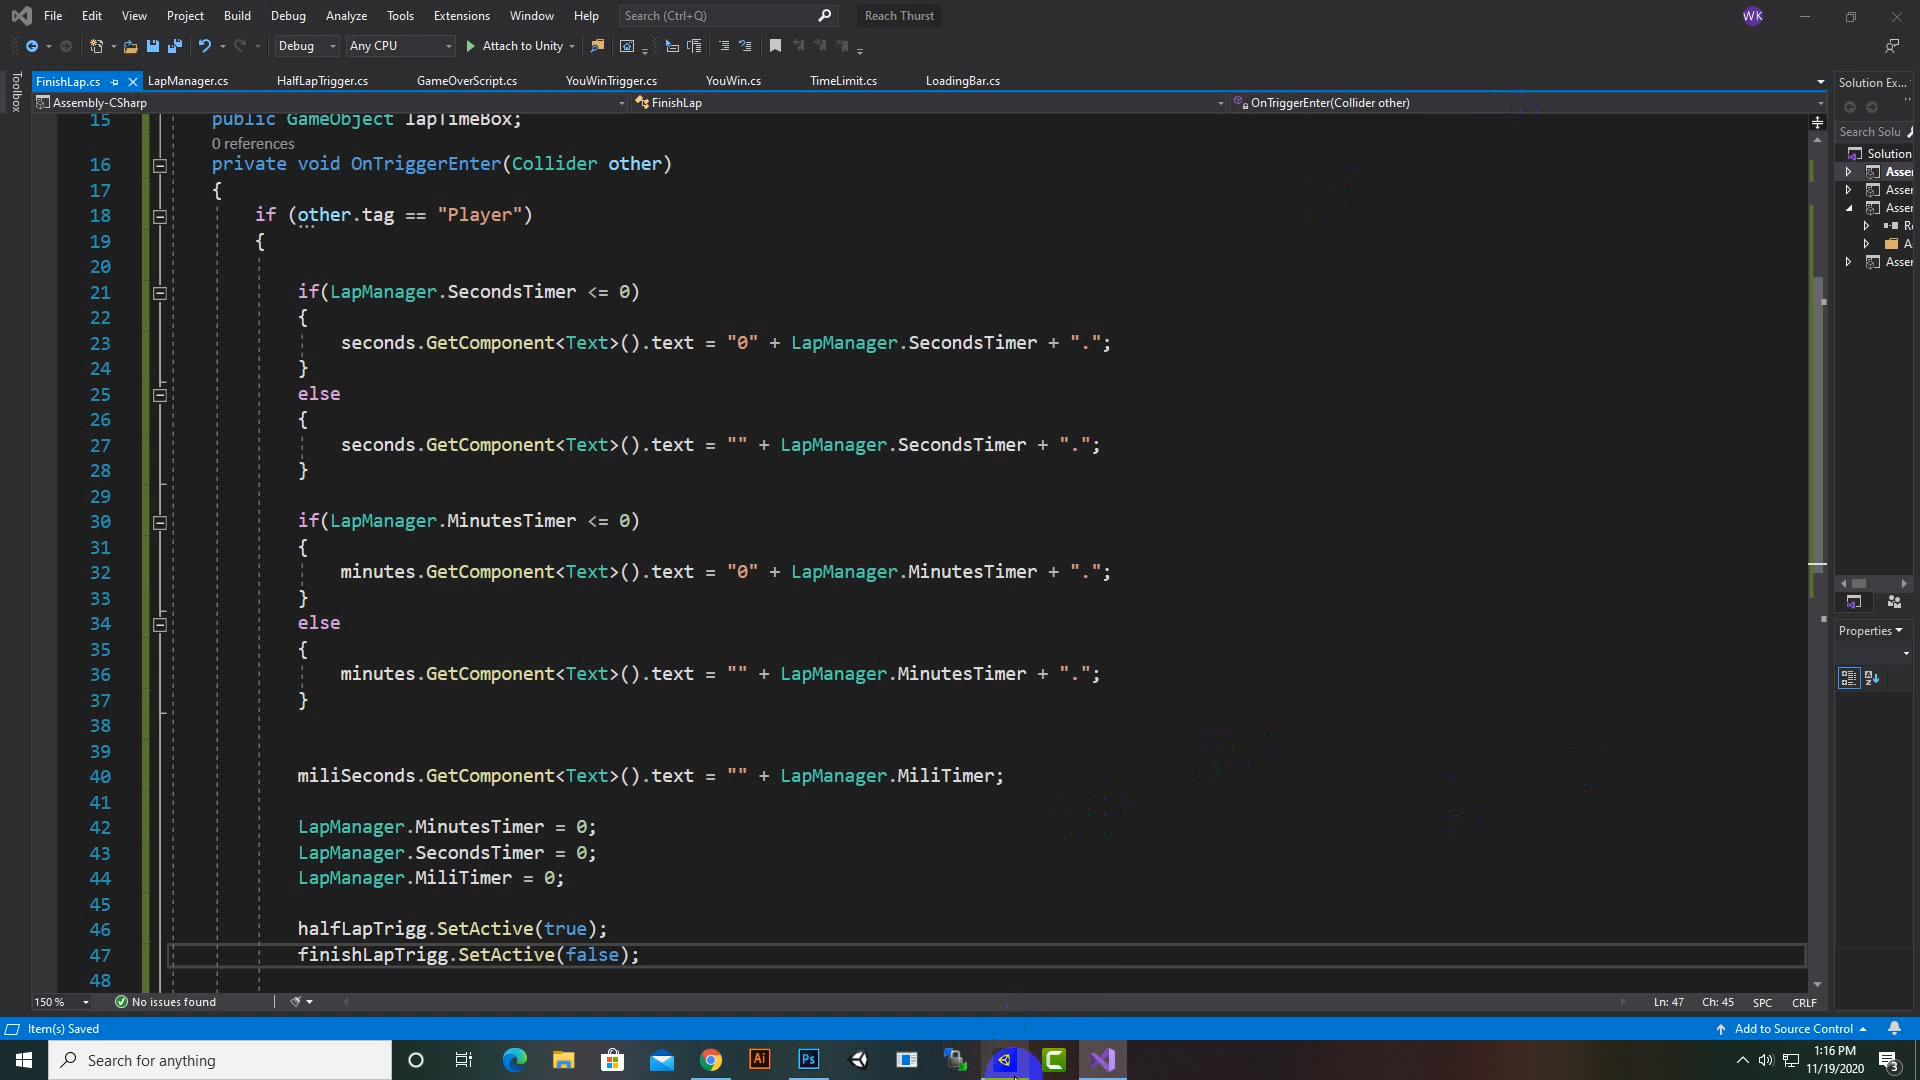 File Edit View Project Build Debug Analyze Tools Extensions Window Help Search (Ctrl+Q) Reach Thurst WK
Debug Any CPU Attach to Unity
FinishLap.cs LapManager.cs HalfLapTrigger.cs GameOverScript.cs YouWinTrigger.cs YouWin.cs TimeLimit.cs LoadingBar.cs Solution Ex...
Toolbox
Assembly-CSharp FinishLap OnTriggerEnter(Collider other)
Search Solu
Solution
Asse
Asse
Asse
R
A
Asse
Properties
15 public GameObject lapTimeBox;
0 references
16 private void OnTriggerEnter(Collider other)
17 {
18 if (other.tag == "Player")
19 {
20
21 if(LapManager.SecondsTimer <= 0)
22 {
23 seconds.GetComponent<Text>().text = "0" + LapManager.SecondsTimer + ".";
24 }
25 else
26 {
27 seconds.GetComponent<Text>().text = "" + LapManager.SecondsTimer + ".";
28 }
29
30 if(LapManager.MinutesTimer <= 0)
31 {
32 minutes.GetComponent<Text>().text = "0" + LapManager.MinutesTimer + ".";
33 }
34 else
35 {
36 minutes.GetComponent<Text>().text = "" + LapManager.MinutesTimer + ".";
37 }
38
39
40 miliSeconds.GetComponent<Text>().text = "" + LapManager.MiliTimer;
41
42 LapManager.MinutesTimer = 0;
43 LapManager.SecondsTimer = 0;
44 LapManager.MiliTimer = 0;
45
46 halfLapTrigg.SetActive(true);
47 finishLapTrigg.SetActive(false);
48
150 % No issues found Ln: 47 Ch: 45 SPC CRLF
Item(s) Saved Add to Source Control
Search for anything Ai Ps 1:16 PM
11/19/2020 3